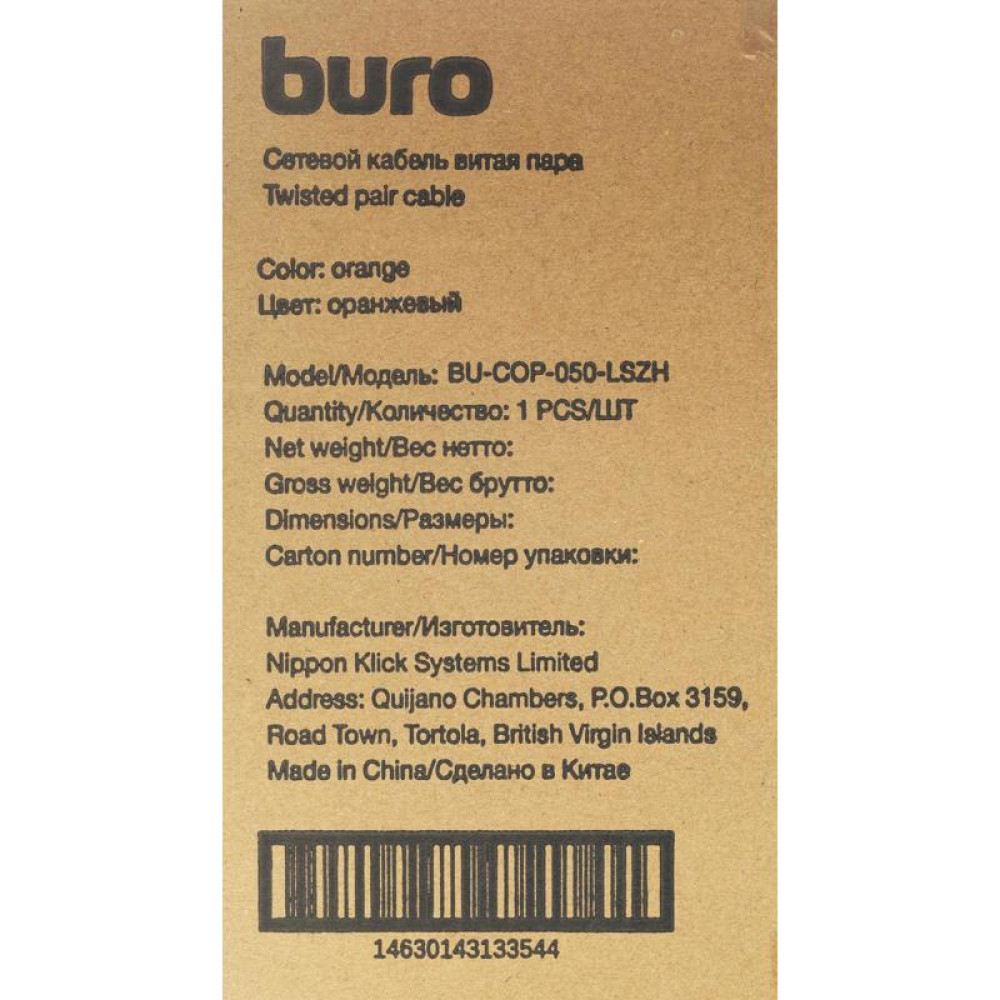 buro
Сетевой кабель витая пара
Twisted pair cable
Color: orange
Цвет: оранжевый
Model/Модель: BU-COP-050-LSZH
Quantity/Количество: 1 PCS/ШТ
Net weight/Вес нетто:
Gross weight/Вес брутто:
Dimensions/Размеры:
Carton number/Номер упаковки:
Manufacturer/Изготовитель:
Nippon Klick Systems Limited
Address: Quijano Chambers, P.O.Box 3159,
Road Town, Tortola, British Virgin Islands
Made in China/Сделано в Китае
14630143133544